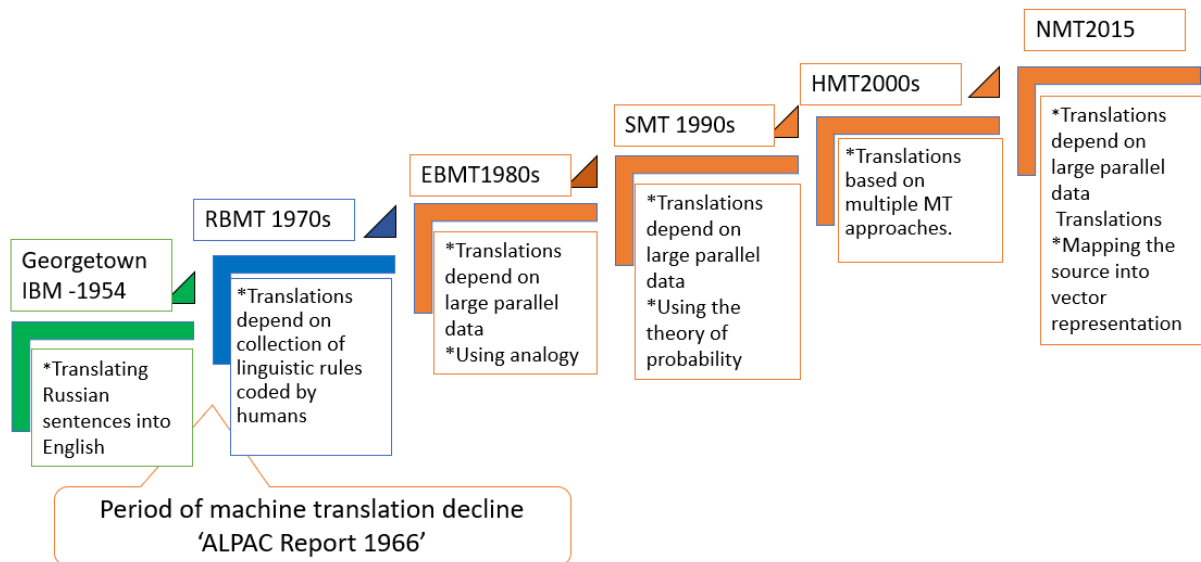 Georgetown
IBM -1954
*Translating
Russian
sentences into
English
RBMT 1970s
*Translations
depend on
collection of
linguistic rules
coded by
humans
EBMT1980s
*Translations
depend on
large parallel
data
*Using analogy
SMT 1990s
*Translations
depend on
large parallel
data
*Using the
theory of
probability
HMT2000s
*Translations
based on
multiple MT
approaches.
NMT2015
*Translations
depend on
large parallel
data
Translations
*Mapping the
source into
vector
representation
Period of machine translation decline
‘ALPAC Report 1966’